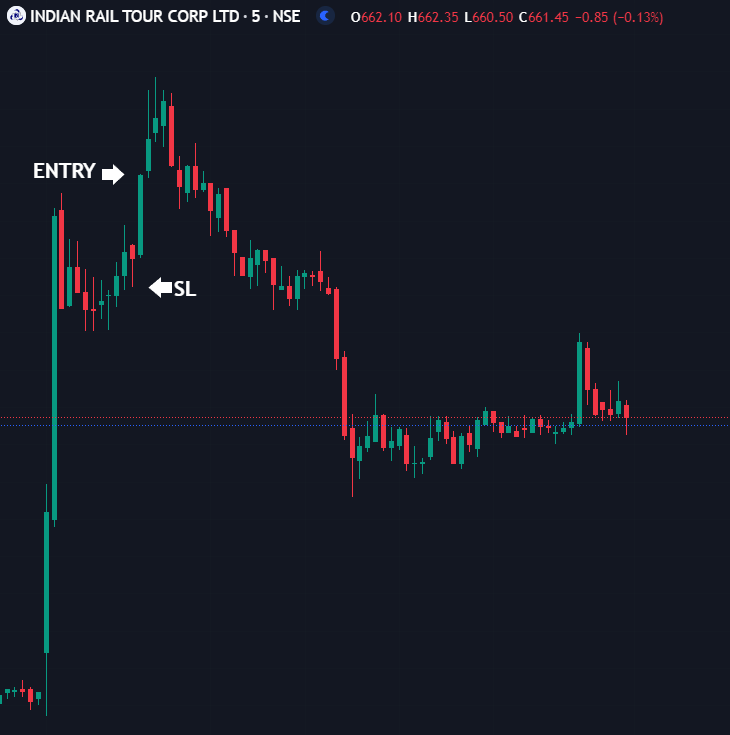 INDIAN RAIL TOUR CORP LTD · 5 · NSE O662.10 H662.35 L660.50 C661.45 −0.85 (−0.13%)
ENTRY
SL